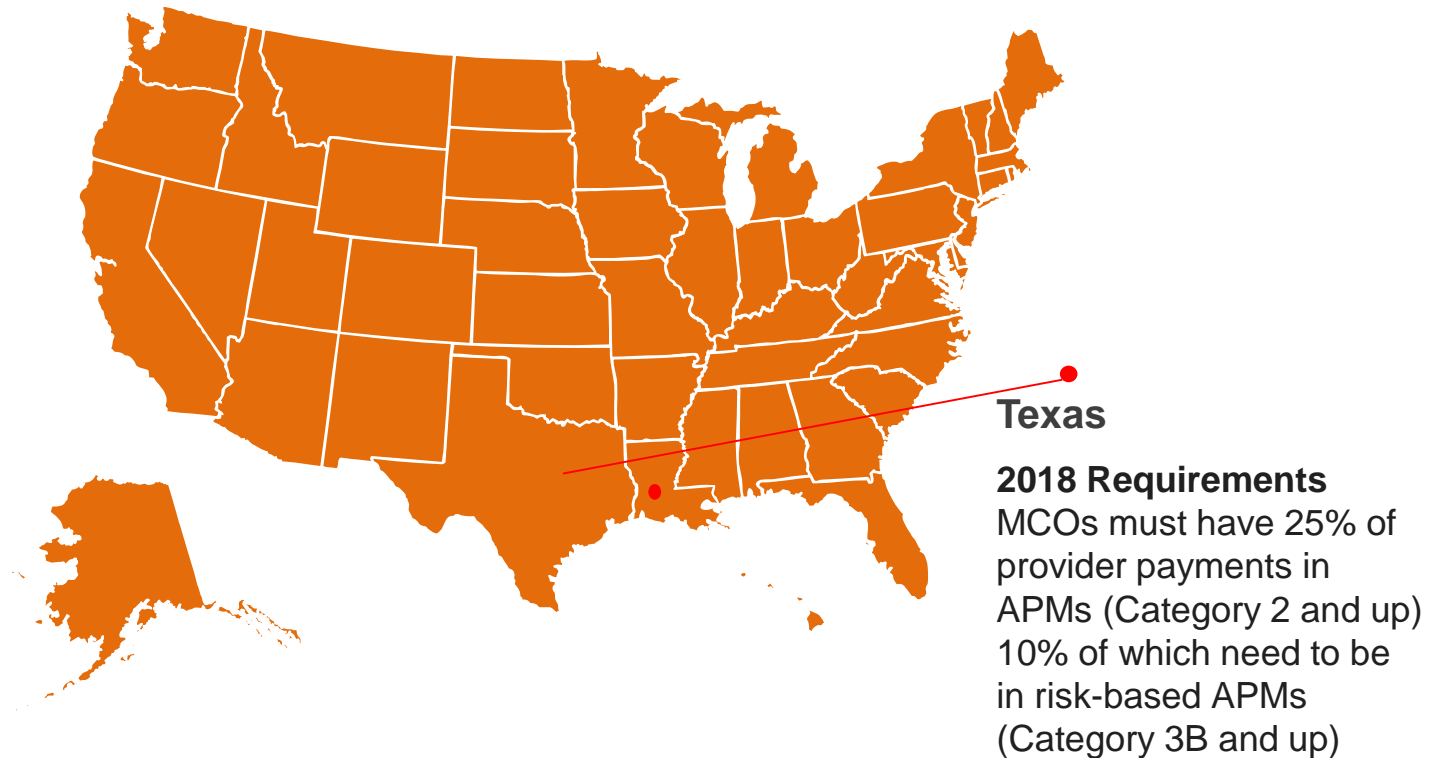 Texas
2018 Requirements
MCOs must have 25% of
provider payments in
APMs (Category 2 and up)
10% of which need to be
in risk-based APMs
(Category 3B and up)